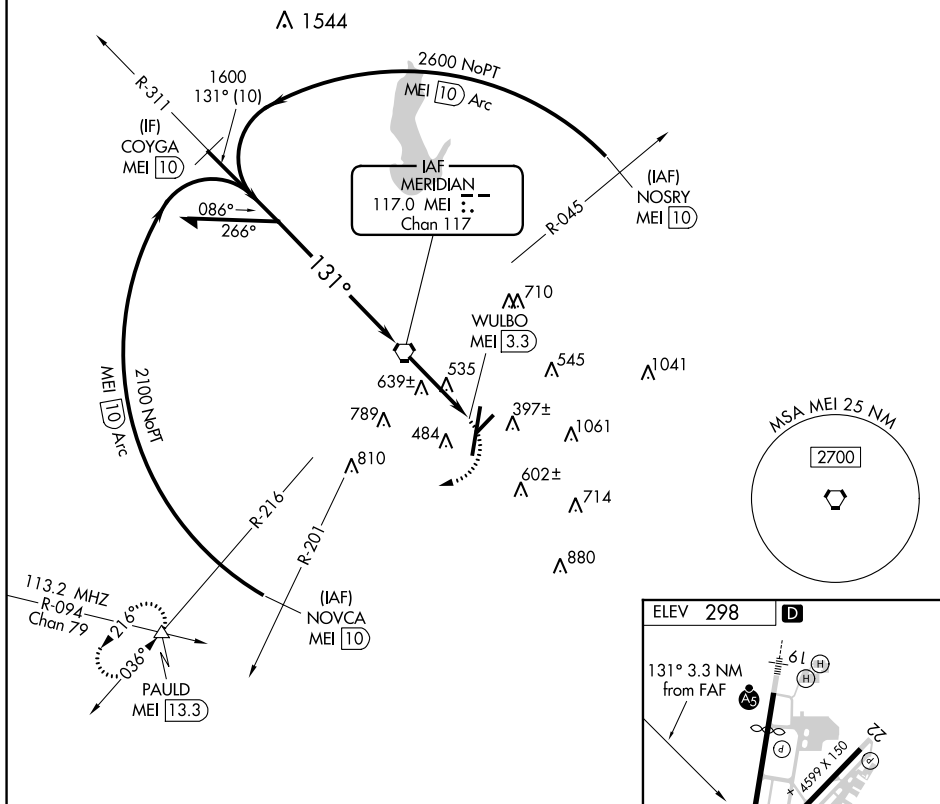 1544
2600 NoPT
MEI 10 Arc
R-311
1600
131° (10)
(IF)
COYGA
MEI 10
IAF
MERIDIAN
117.0 MEI
Chan 117
(IAF)
NOSRY
MEI 10
R-045
086°
266°
131°
710
WULBO
MEI 3.3
545
1041
535
639±
789
397±
484
1061
810
602±
714
880
MEI 10 Arc
2100 NoPT
R-216
R-201
MSA MEI 25 NM
2700
113.2 MHZ
R-094
Chan 79
216°
036°
PAULD
MEI 13.3
(IAF)
NOVCA
MEI 10
ELEV 298
D
131° 3.3 NM
from FAF
A5
19
H
H
P
22
P
4599 X 150